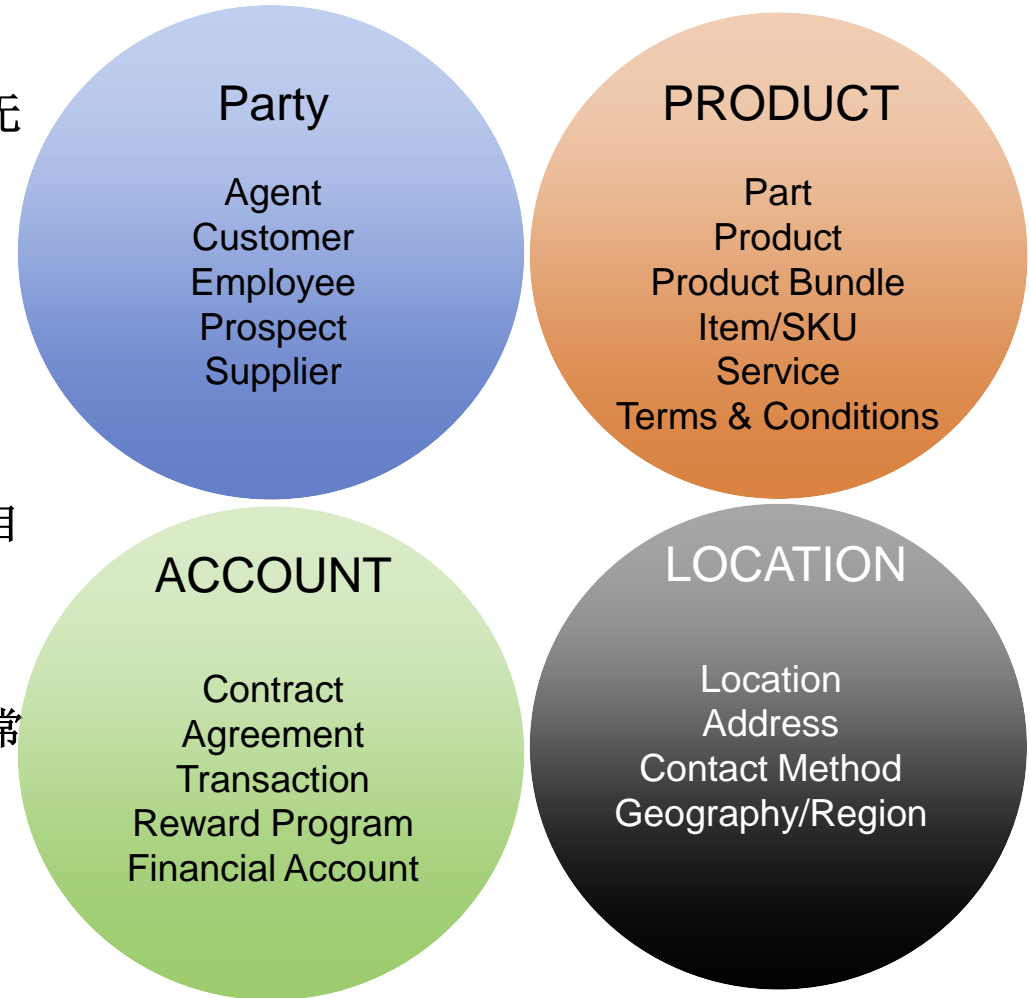 Party
Agent
Customer
Employee
Prospect
Supplier
PRODUCT
Part
Product
Product Bundle
Item/SKU
Service
Terms & Conditions
常
ACCOUNT
Contract
Agreement
Transaction
Reward Program
Financial Account
LOCATION
Location
Address
Contact Method
Geography/Region